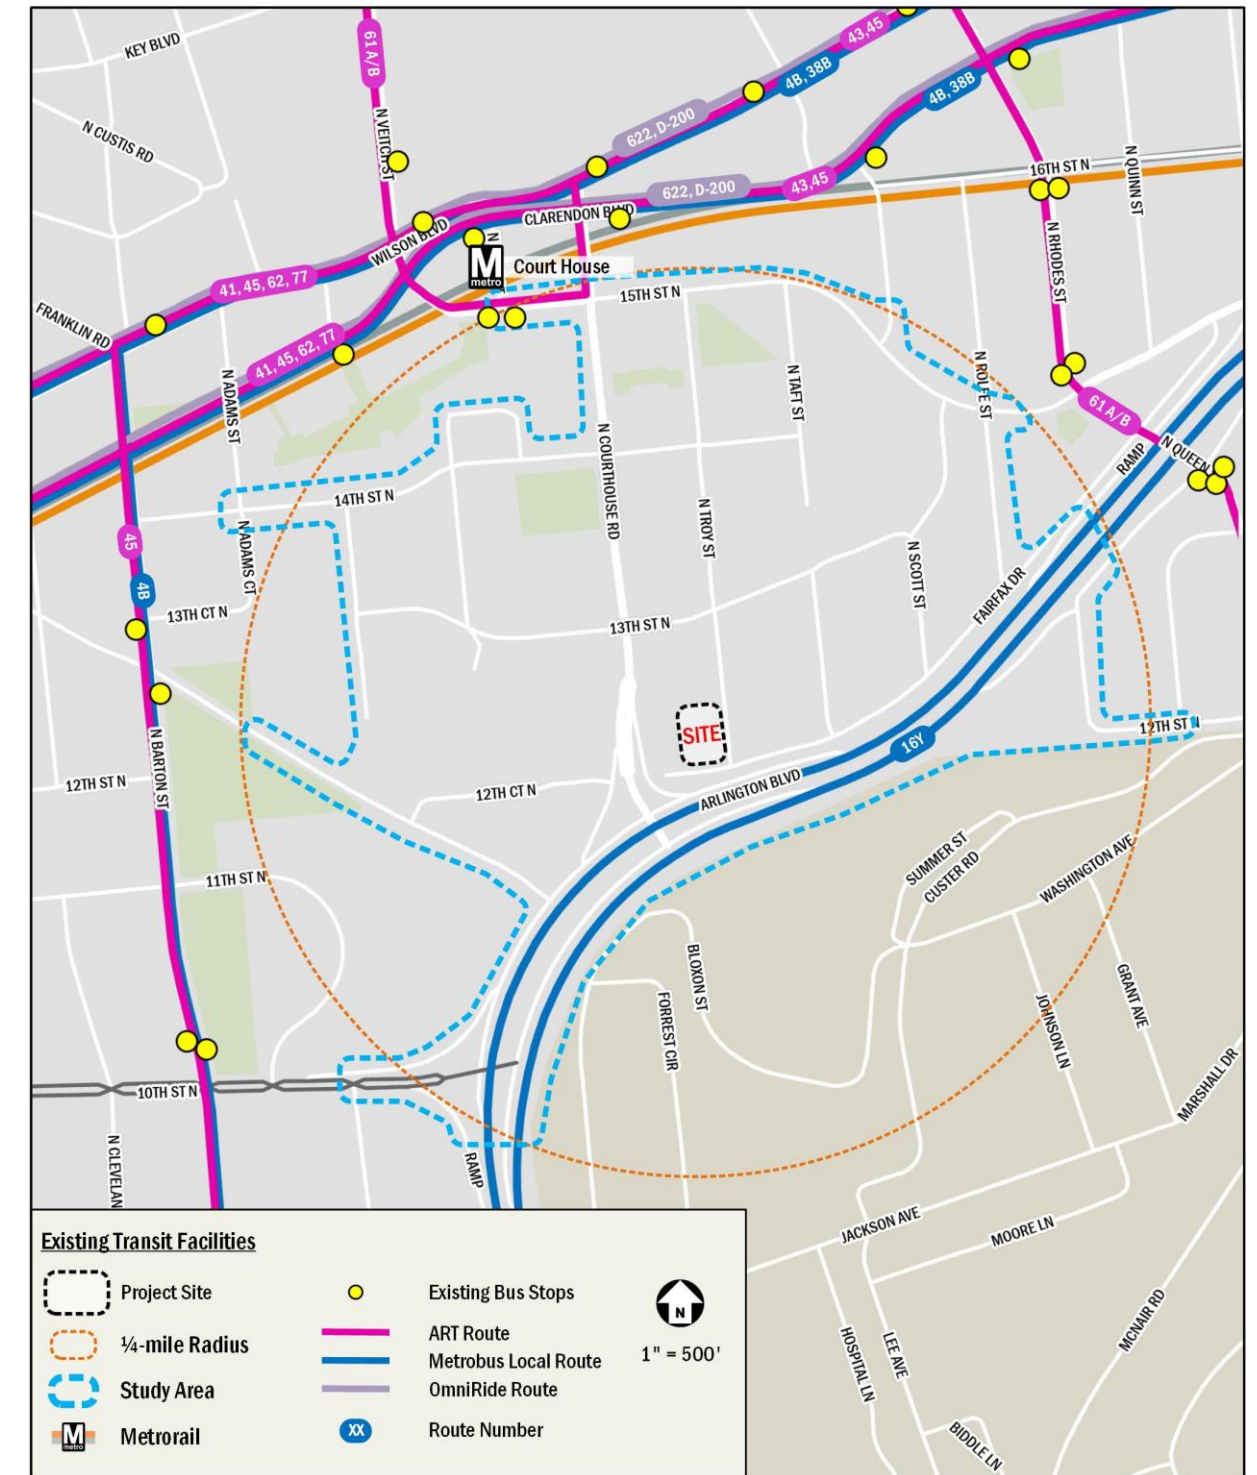 KEY BLVD
61 A/B
43,45
4B, 38B
4B, 38B
N CUSTIS RD
N VEITCH ST
622, D-200
16TH ST N
N QUINN ST
622, D-200
43,45
CLARENDON BLVD
WILSON BLVD
N
M
metro
Court House
N RHODES ST
41, 45, 62, 77
15TH ST N
FRANKLIN RD
41, 45, 62, 77
N ADAMS ST
N TAFT ST
N ROLFE ST
61 A/B
N COURTHOUSE RD
RAMP
N QUEEN
14TH ST N
N TROY ST
45
N ADAMS CT
N SCOTT ST
4B
FAIRFAX DR
13TH CT N
13TH ST N
SITE
12TH ST N
16Y
N BARTON ST
12TH ST N
12TH CT N
ARLINGTON BLVD
SUMMER ST
CUSTER RD
WASHINGTON AVE
11TH ST N
BLOXON ST
GRANT AVE
FORREST CIR
JOHNSON LN
MARSHALL DR
10TH ST N
N CLEVELAN
RAMP
JACKSON AVE
MOORE LN
MCNAIR RD
HOSPITAL LN
LEE AVE
BIDDLE LN
Existing Transit Facilities
Project Site
Existing Bus Stops
N
¼-mile Radius
ART Route
Metrobus Local Route
1" = 500'
Study Area
OmniRide Route
M
metro
Metrorail
XX
Route Number